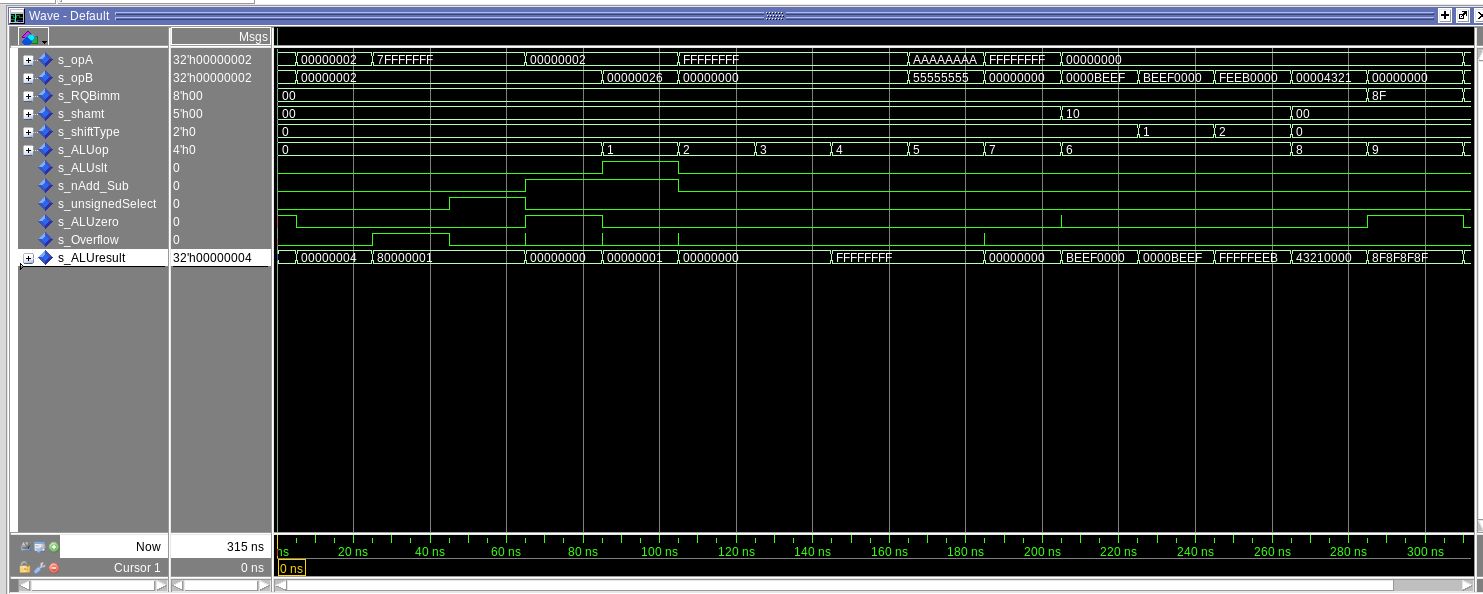 Wave - Default
Msgs
s_opA 32'h00000002 00000002 7FFFFFFF 00000002 FFFFFFFF AAAAAAAA FFFFFFFF 00000000
s_opB 32'h00000002 00000002 00000026 00000000 55555555 00000000 0000BEEF BEEF0000 FEEB0000 00004321 00000000
s_RQBimm 8'h00 00 8F
s_shamt 5'h00 00 10 00
s_shiftType 2'h0 0 1 2 0
s_ALUop 4'h0 0 1 2 3 4 5 7 6 8 9
s_ALUslt 0
s_nAdd_Sub 0
s_unsignedSelect 0
s_ALUzero 0
s_Overflow 0
s_ALUresult 32'h00000004 00000004 80000001 00000000 00000001 00000000 FFFFFFFF 00000000 BEEF0000 0000BEEF FFFFFEEB 43210000 8F8F8F8F
Now 315 ns ns 20 ns 40 ns 60 ns 80 ns 100 ns 120 ns 140 ns 160 ns 180 ns 200 ns 220 ns 240 ns 260 ns 280 ns 300 ns
Cursor 1 0 ns 0 ns